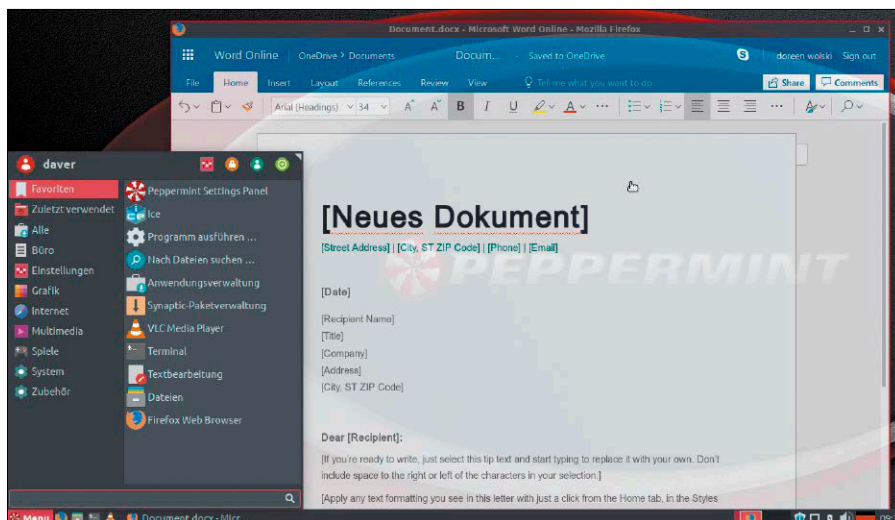 Document.docx - Microsoft Word Online - Mozilla Firefox
Word Online OneDrive > Documents Docum... - Saved to OneDrive doreen wolski Sign out
File Home Insert Layout References Review View Tell me what you want to do Share Comments
Arial (Headings) 34 A A B I U A ...
daver
Favoriten
Zuletzt verwendet
Alle
Büro
Einstellungen
Grafik
Internet
Multimedia
Spiele
System
Zubehör
Peppermint Settings Panel
Ice
Programm ausführen ...
Nach Dateien suchen ...
Anwendungsverwaltung
Synaptic-Paketverwaltung
VLC Media Player
Terminal
Textbearbeitung
Dateien
Firefox Web Browser
[Neues Dokument]
[Street Address] | [City, ST ZIP Code] | [Phone] | [Email]
PEPPERMINT
[Date]
[Recipient Name]
[Title]
[Company]
[Address]
[City, ST ZIP Code]
Dear [Recipient]:
[If you're ready to write, just select this tip text and start typing to replace it with your own. Don't
include space to the right or left of the characters in your selection.]
[Apply any text formatting you see in this letter with just a click from the Home tab, in the Styles
Menu Document.docx - Micr...